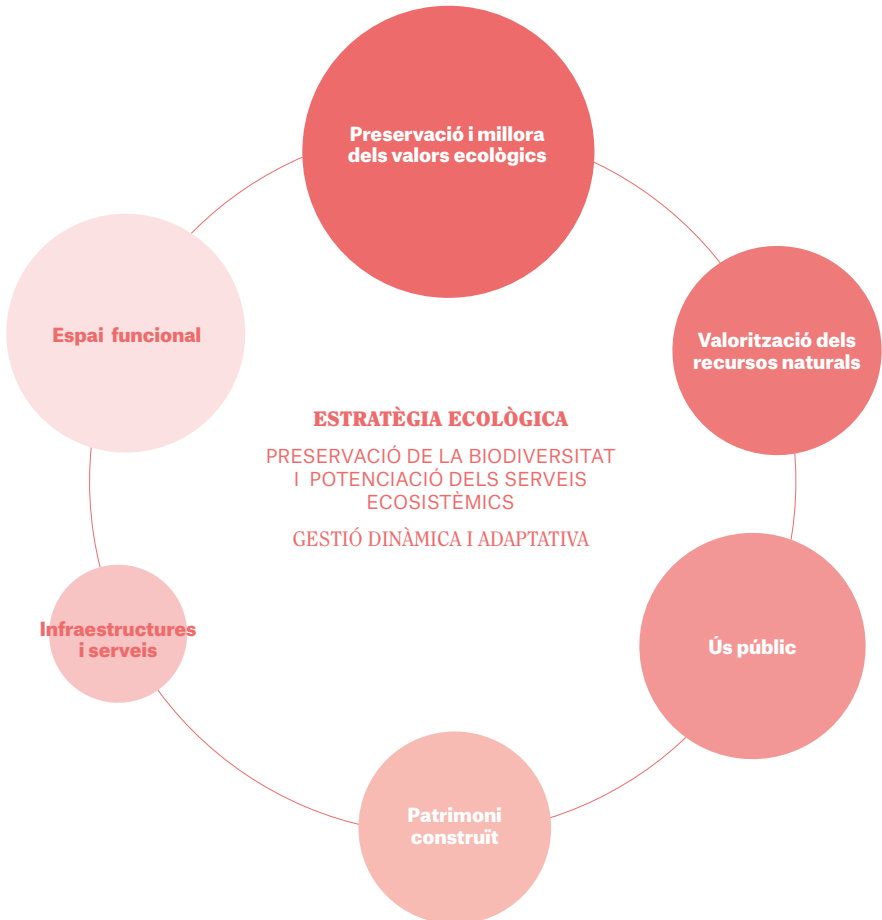 Preservació i millora
dels valors ecològics
Valorització dels
recursos naturals
Espai funcional
ESTRATÈGIA ECOLÒGICA
PRESERVACIÓ DE LA BIODIVERSITAT
I POTENCIACIÓ DELS SERVEIS
ECOSISTÈMICS
GESTIÓ DINÀMICA I ADAPTATIVA
Ús públic
Infraestructures
i serveis
Patrimoni
construït